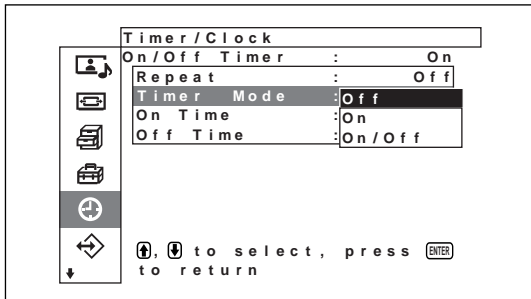 Timer/Clock
On/Off Timer : On
Repeat : Off
Timer Mode : Off
On Time : On
Off Time : On/Off
↑, ↓ to select, press ENTER
to return